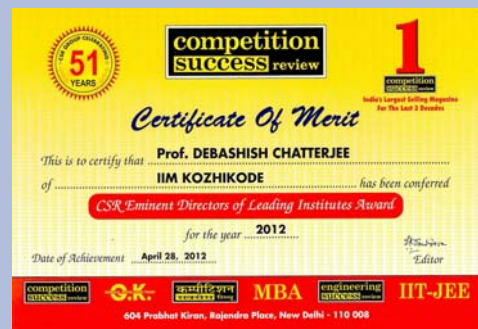 CSR GROUP CELEBRATING
51
YEARS
competition
success review
1
competition
success review
India's Largest Selling Magazine
For The Last 3 Decades
Certificate Of Merit
This is to certify that Prof. DEBASHISH CHATTERJEE
of IIM KOZHIKODE has been conferred
CSR Eminent Directors of Leading Institutes Award
for the year 2012
Date of Achievement April 28, 2012
Editor
competition
success review
G.K.
कम्पीटिशन
MBA
engineering
success review
IIT-JEE
604 Prabhat Kiran, Rajendra Place, New Delhi - 110 008